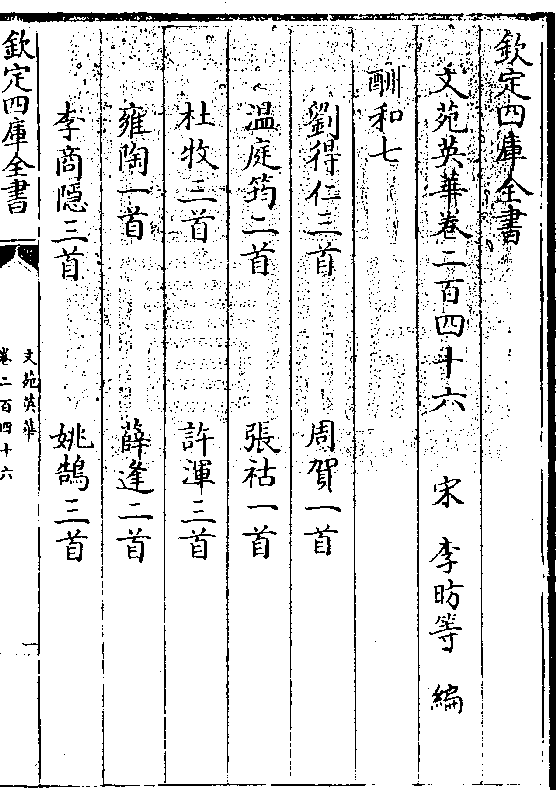 欽定四庫全書
文苑英華卷二百四十六 宋 李昉等 編
酬和七
劉得仁三首 周賀一首
温庭筠二首 張祜一首
杜牧三首 許渾三首
雍陶一首 薛逢二首
李商隱三首 姚鵠三首
欽定四庫全書
文苑英華
卷二百四十六
一